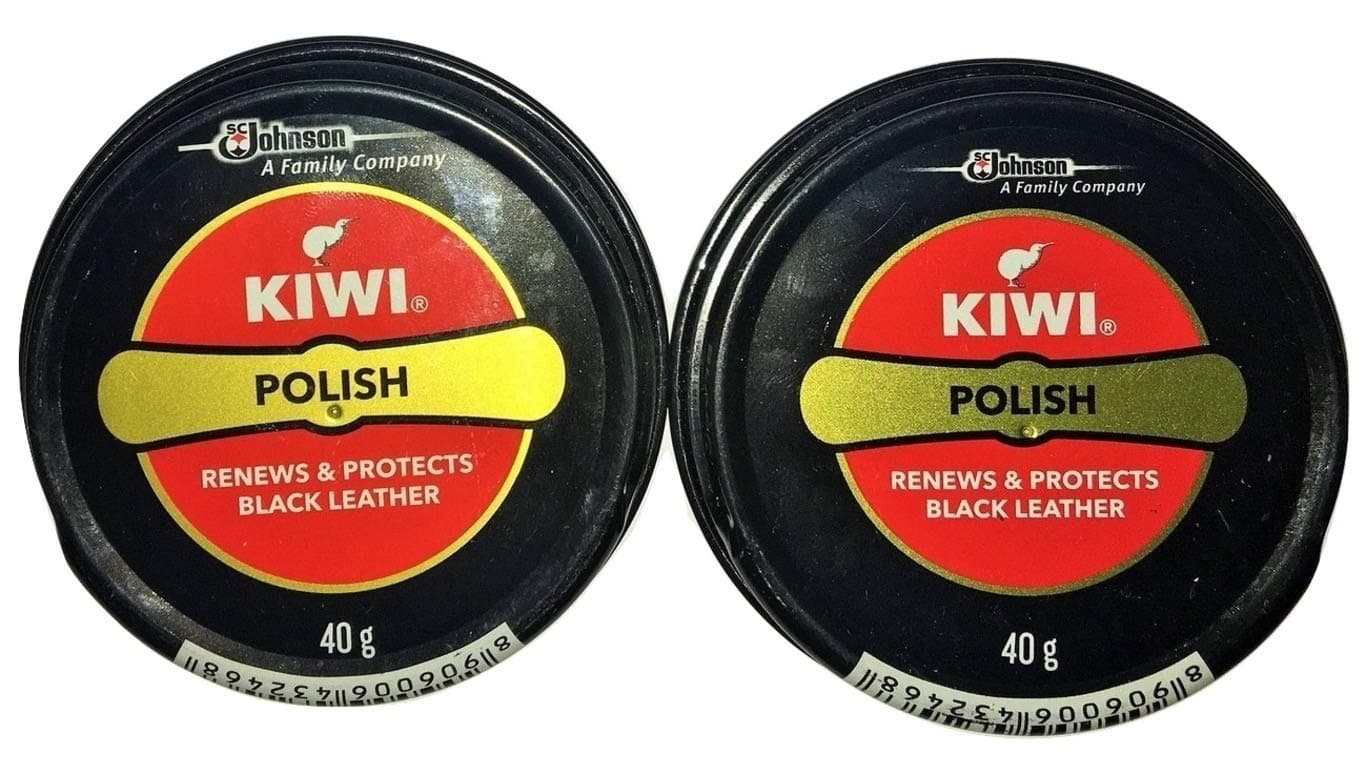 SC Johnson
A Family Company
KIWI®
POLISH
RENEWS & PROTECTS
BLACK LEATHER
40 g
8 906006 432468
SC Johnson
A Family Company
KIWI®
POLISH
RENEWS & PROTECTS
BLACK LEATHER
40 g
8 906006 432468